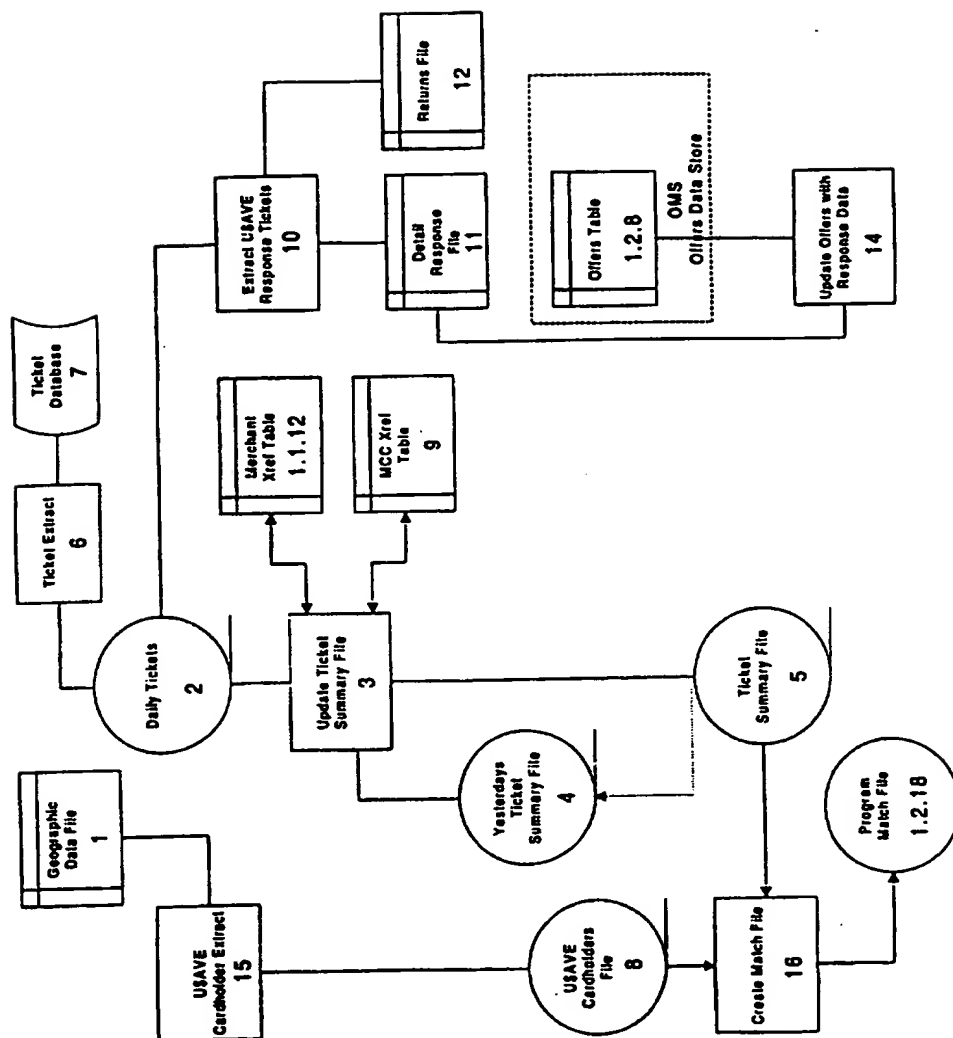 Ticket
Database
7
Ticket Extract
6
Daily Tickets
2
Geographic
Data File
1
USAVE
Cardholder Extract
15
Update Ticket
Summary File
3
Merchant
Xref Table
1.1.12
MCC Xref
Table
9
Extract USAVE
Response Tickets
10
Returns File
12
Detail
Response
File
11
Offers Table
1.2.8
OMS
Offers Data Store
Update Offers with
Response Data
14
Yesterdays
Ticket
Summary File
4
Ticket
Summary File
5
USAVE
Cardholders
File
8
Create Match File
16
Program
Match File
1.2.18